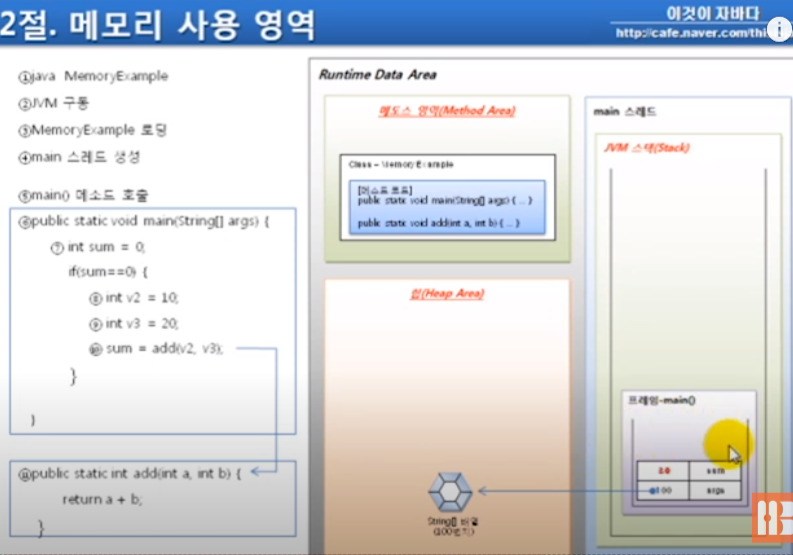 2절. 메모리 사용 영역
이것이 자바다
http://cafe.naver.com/thi
①java MemoryExample
②JVM 구동
③MemoryExample 로딩
④main 스레드 생성
⑤main() 메소드 호출
⑥public static void main(String[] args) {
⑦ int sum = 0;
if(sum==0) {
⑧ int v2 = 10;
⑨ int v3 = 20;
⑩ sum = add(v2, v3);
}
}
⑪public static int add(int a, int b) {
return a + b;
}
Runtime Data Area
메소드 영역(Method Area)
Class – MemoryExample
[메소드 코드]
public static void main(String[] args) { ... }
public static void add(int a, int b) { ... }
힙(Heap Area)
String[] 배열
(100번지)
main 스레드
JVM 스택(Stack)
프레임-main()
sum
100 args